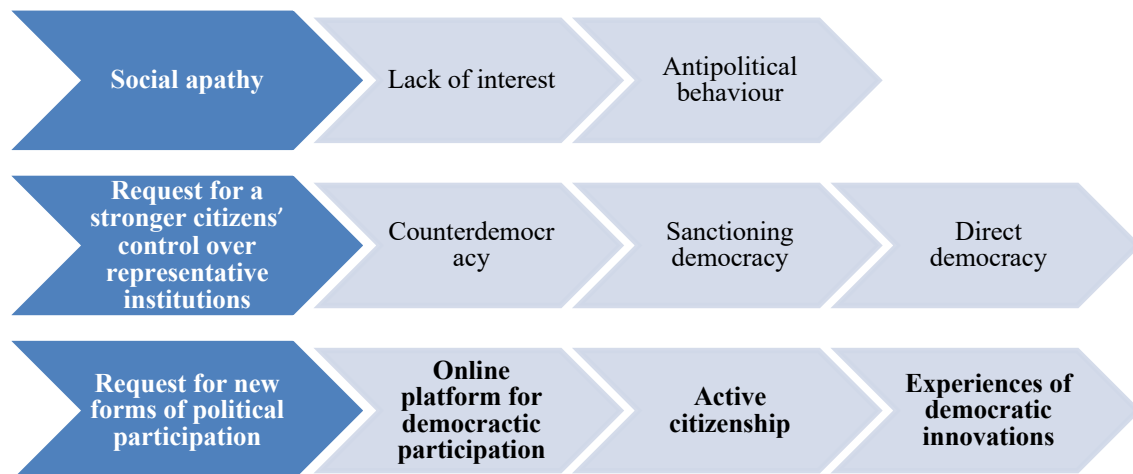 Social apathy
Lack of interest
Antipolitical
behaviour
Request for a
stronger citizens’
control over
representative
institutions
Counterdemocr
acy
Sanctioning
democracy
Direct
democracy
Request for new
forms of political
participation
Online
platform for
democractic
participation
Active
citizenship
Experiences of
democratic
innovations